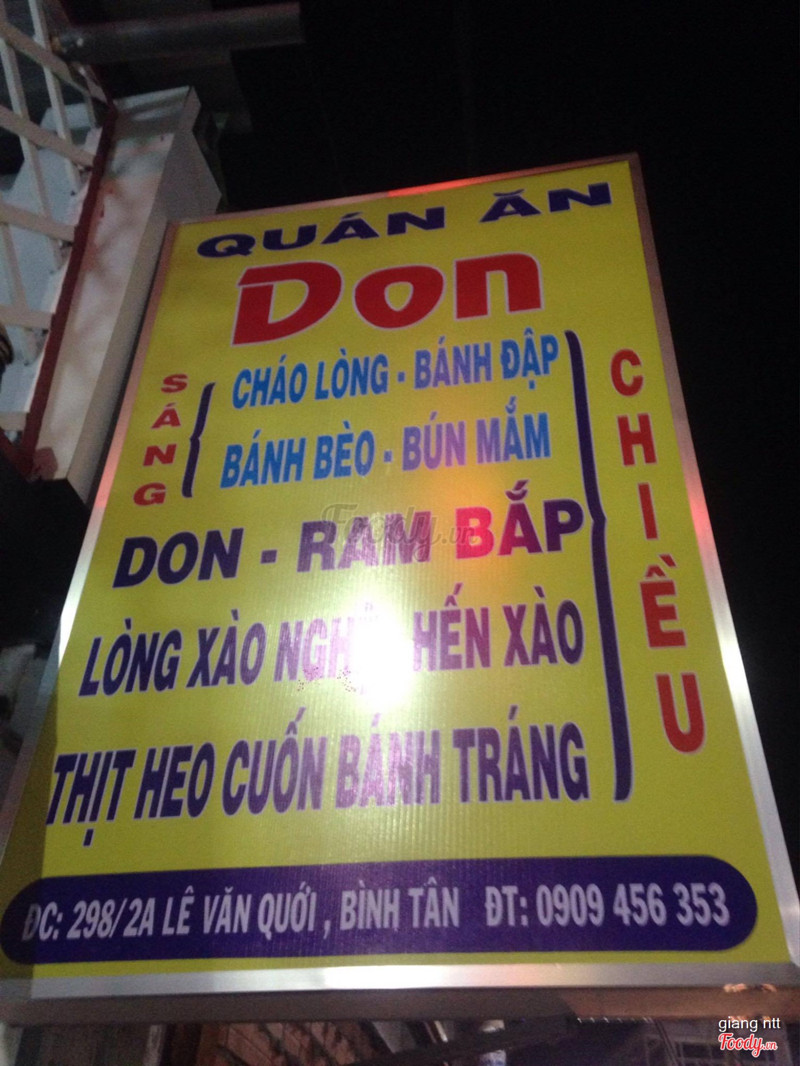 QUÁN ĂN
Don
SÁNG
CHÁO LÒNG - BÁNH ĐẬP
BÁNH BÈO - BÚN MẮM
CHIỀU
DON - RAM BẮP
LÒNG XÀO HẾN XÀO
THỊT HEO CUỐN BÁNH TRÁNG
ĐC: 298/2A LÊ VĂN QUỚI , BÌNH TÂN ĐT: 0909 456 353
Foody.vn
giang ntt
Foody.vn